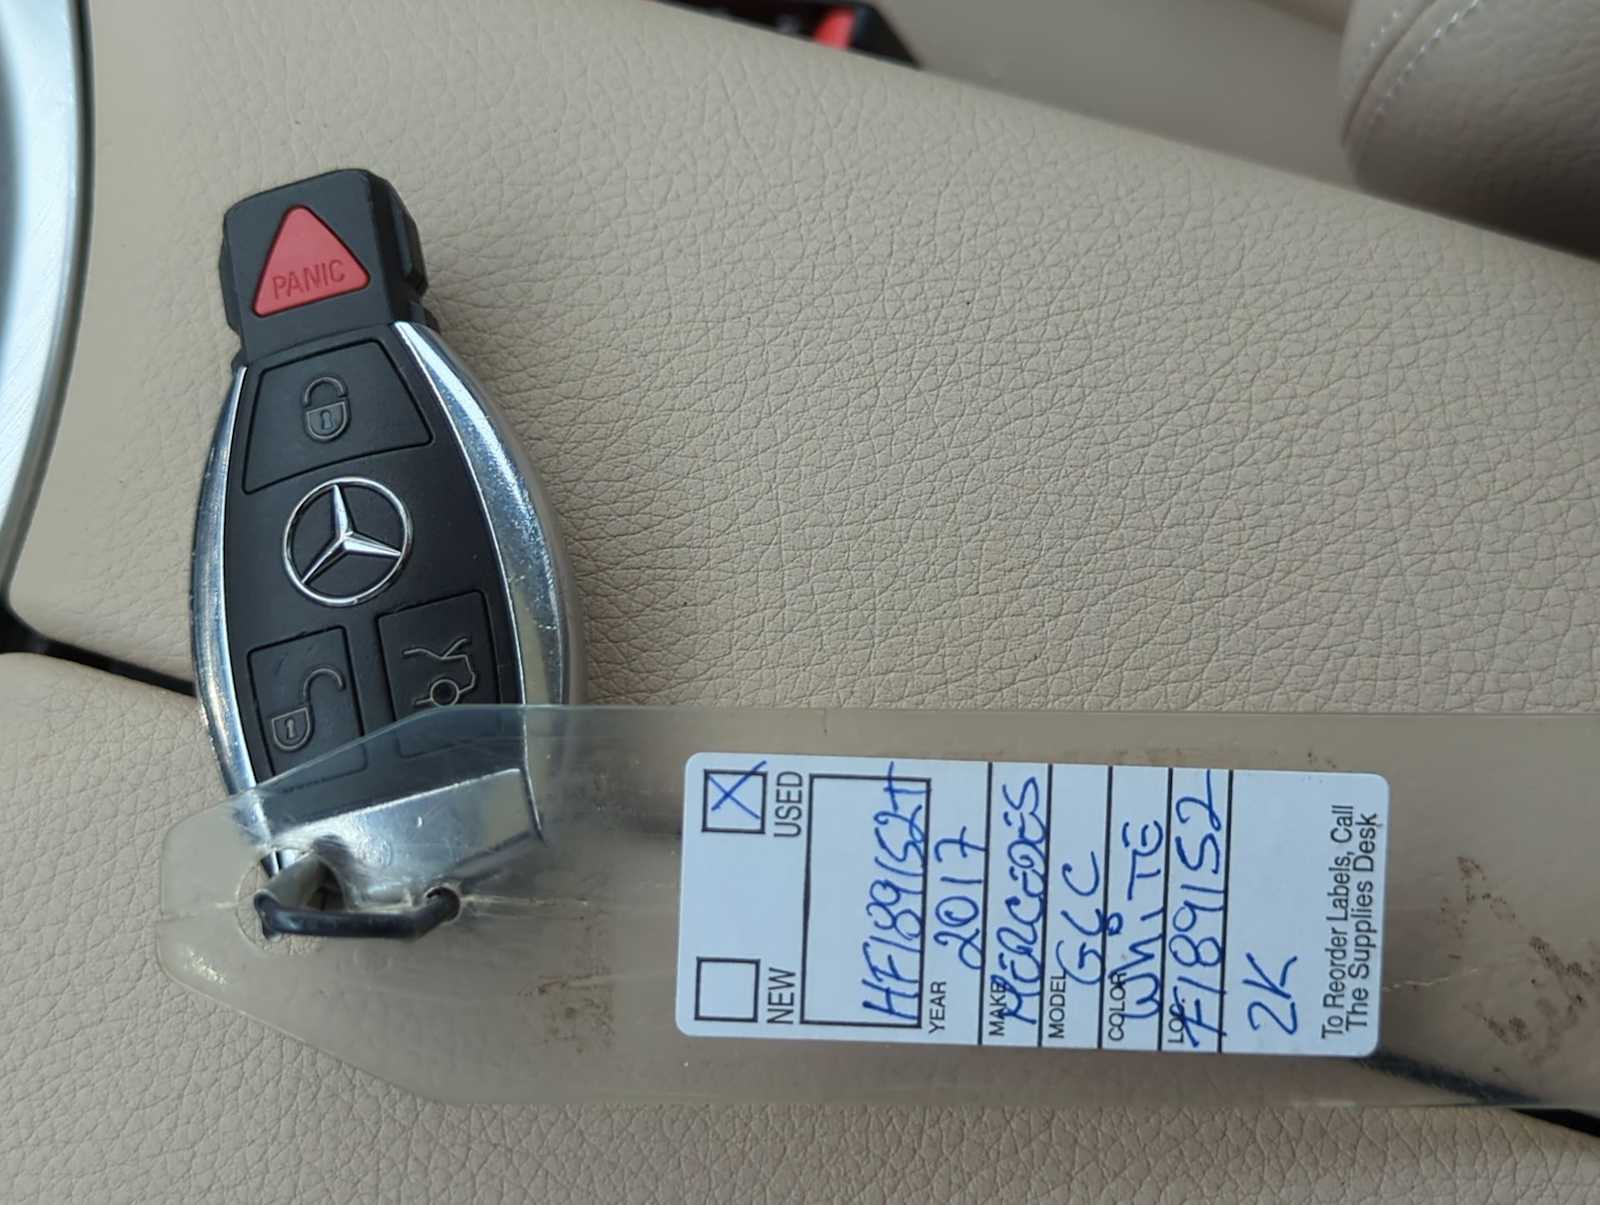 PANIC
X
NEW
USED
HF189152T
YEAR 2017
MAKE MERCEDES
MODEL GLC
COLOR WHITE
LOC. F189152
2K
To Reorder Labels, Call
The Supplies Desk